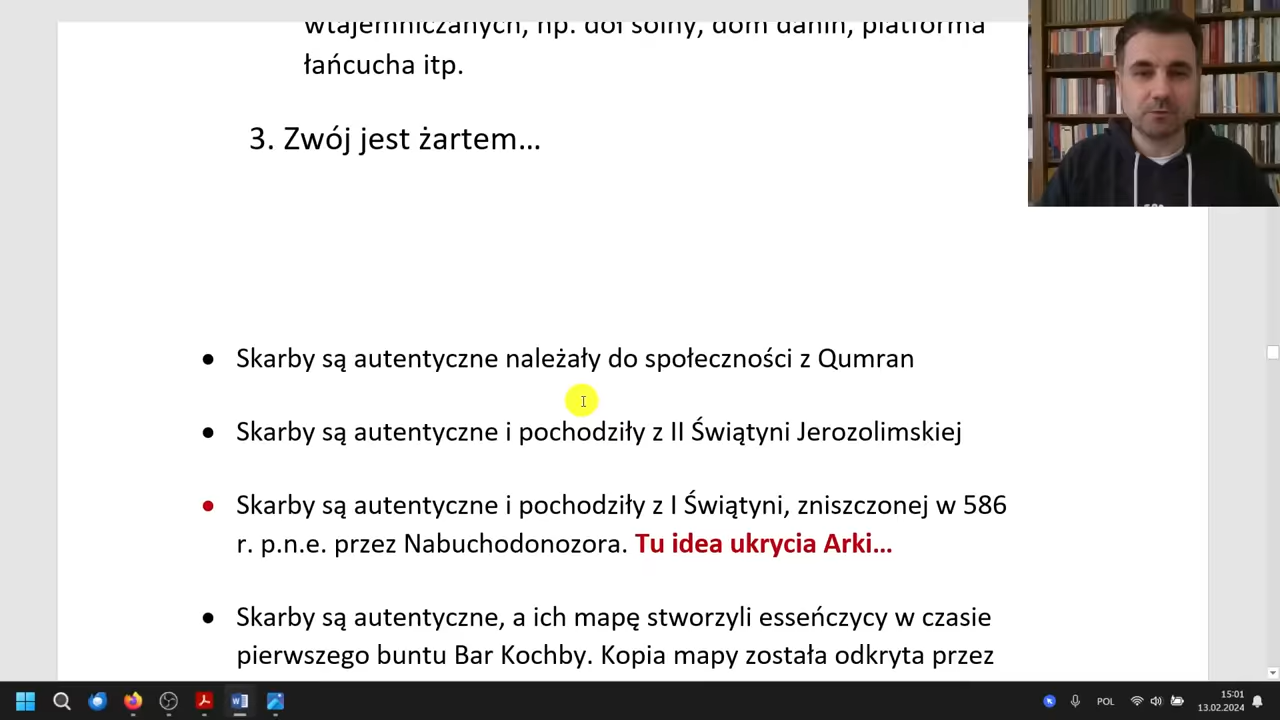 wtajemniczanych, np. dół solny, dom danin, platforma
łańcucha itp.
3. Zwój jest żartem...
• Skarby są autentyczne należały do społeczności z Qumran
• Skarby są autentyczne i pochodziły z II Świątyni Jerozolimskiej
• Skarby są autentyczne i pochodziły z I Świątyni, zniszczonej w 586
r. p.n.e. przez Nabuchodonozora. Tu idea ukrycia Arki...
• Skarby są autentyczne, a ich mapę stworzyli esseńczycy w czasie
pierwszego buntu Bar Kochby. Kopia mapy została odkryta przez
POL
15:01
13.02.2024